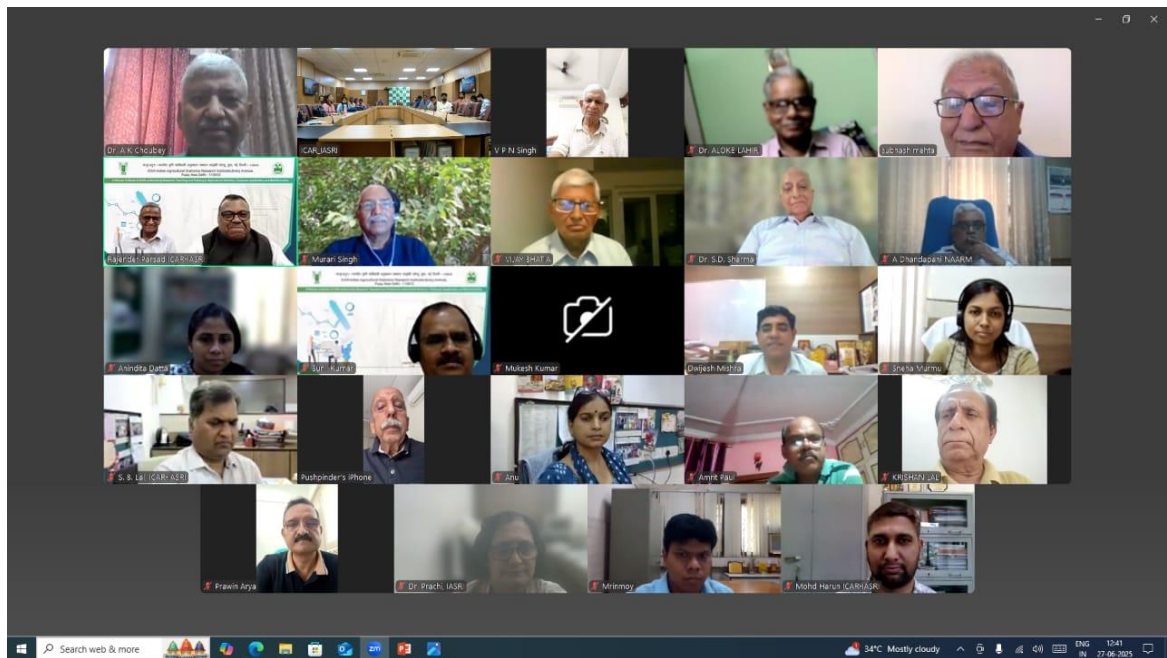 Dr. A K Choubey
ICAR_IASRI
V P N Singh
Dr. ALOKE LAHIRI
subhash mehta
Rajender Parsad ICAR-IASRI
Murari Singh
VIJAY BHATIA
Dr. S.D. Sharma
A Dhandapani NAARM
Anindita Datta
Sunil Kumar
Mukesh Kumar
Dwijesh Mishra
Sneha Murmu
S. B. Lal ICAR-IASRI
Pushpinder's iPhone
Anu
Amrit Paul
KRISHAN LAL
Prawin Arya
Dr. Prachi, IASRI
Mrinmoy
Mohd Harun ICAR-IASRI
Search web & more
zm
34°C Mostly cloudy
ENG
IN
12:41
27-06-2025